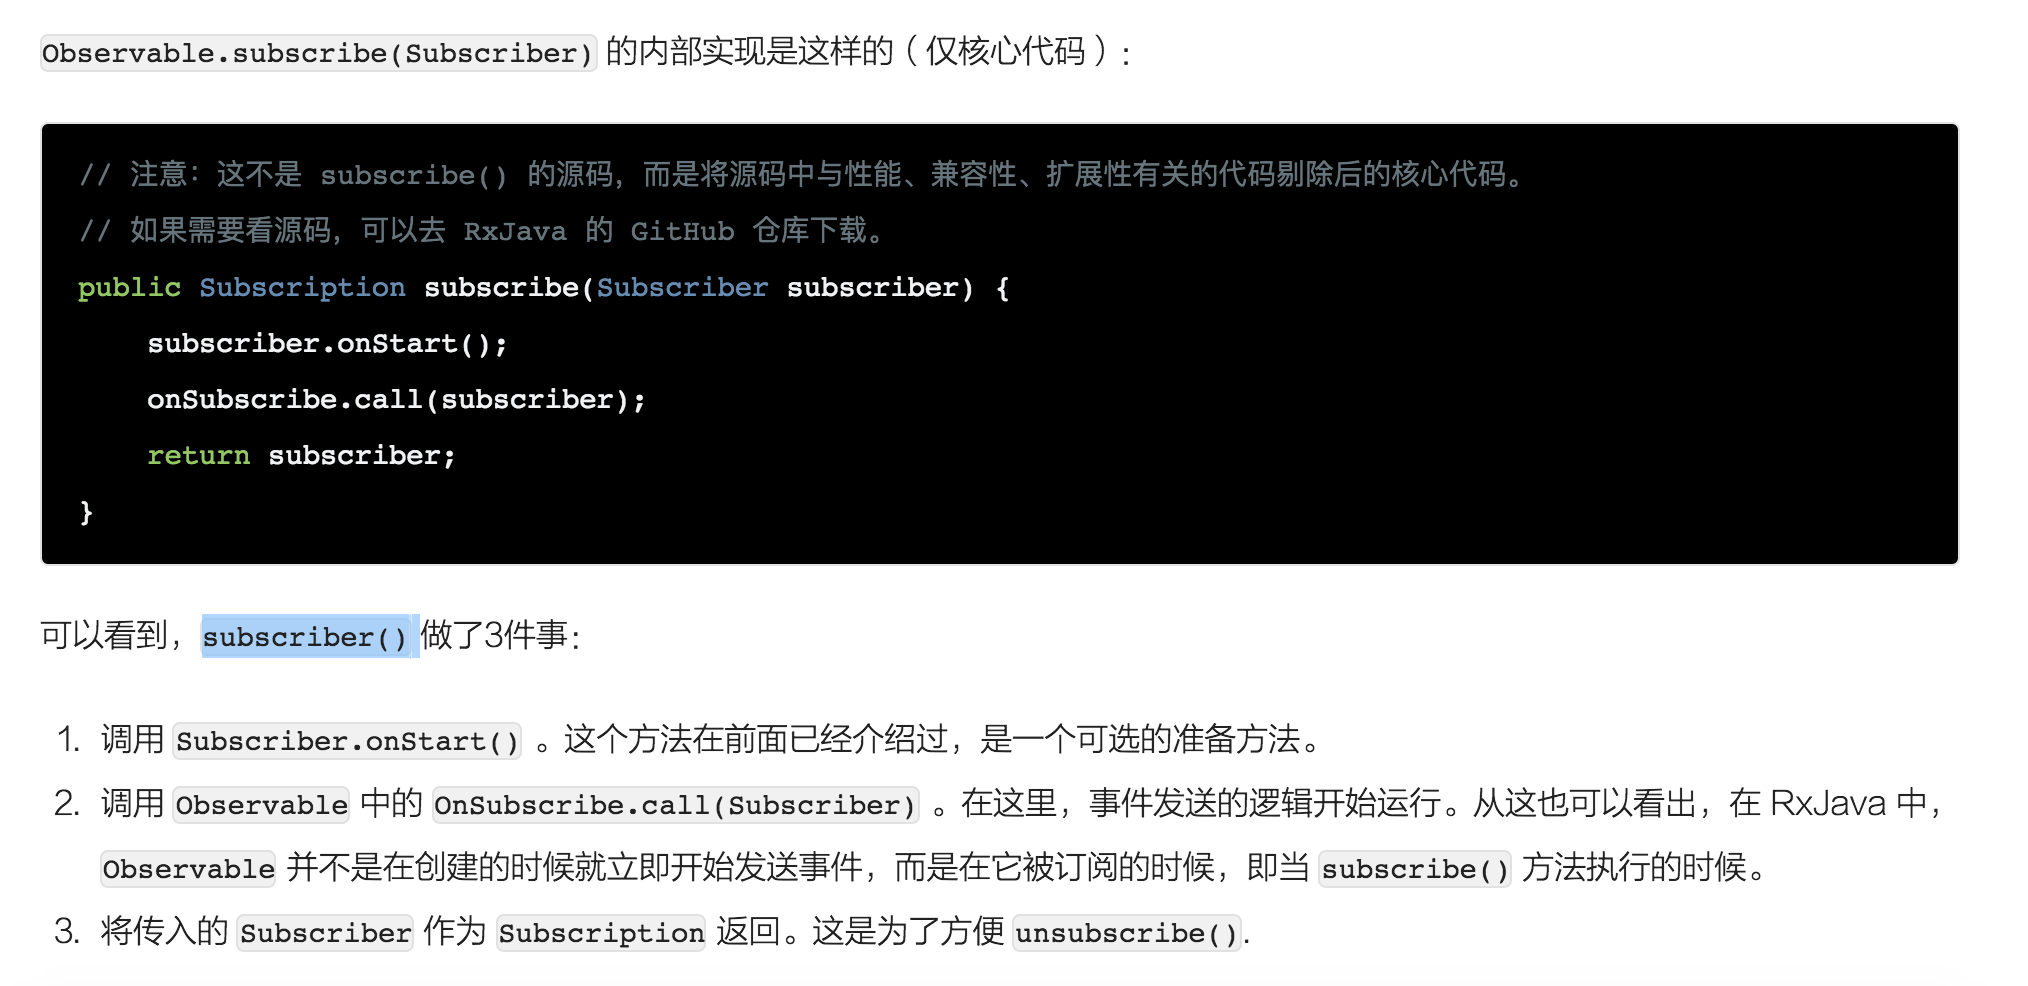 Observable.subscribe(Subscriber) 的内部实现是这样的（仅核心代码）:
// 注意：这不是 subscribe() 的源码，而是将源码中与性能、兼容性、扩展性有关的代码剔除后的核心代码。
// 如果需要看源码，可以去 RxJava 的 GitHub 仓库下载。
public Subscription subscribe(Subscriber subscriber) {
    subscriber.onStart();
    onSubscribe.call(subscriber);
    return subscriber;
}
可以看到，subscriber() 做了3件事：
1. 调用 Subscriber.onStart() 。这个方法在前面已经介绍过，是一个可选的准备方法。
2. 调用 Observable 中的 OnSubscribe.call(Subscriber) 。在这里，事件发送的逻辑开始运行。从这也可以看出，在 RxJava 中，
Observable 并不是在创建的时候就立即开始发送事件，而是在它被订阅的时候，即当 subscribe() 方法执行的时候。
3. 将传入的 Subscriber 作为 Subscription 返回。这是为了方便 unsubscribe().